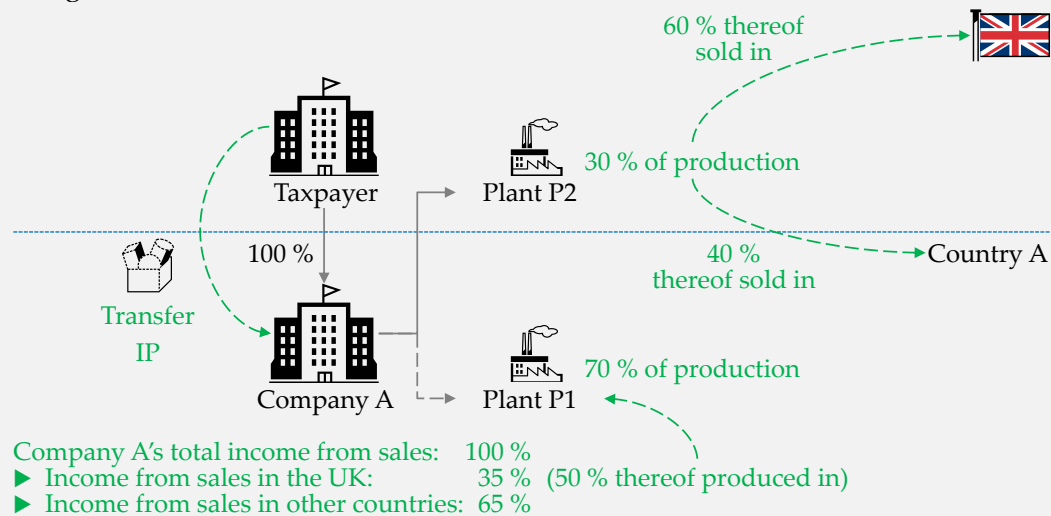 60 % thereof
sold in
Taxpayer
Plant P2
30 % of production
100 %
40 %
thereof sold in
Country A
Transfer
IP
Company A
Plant P1
70 % of production
Company A’s total income from sales: 100 %
▶ Income from sales in the UK: 35 % (50 % thereof produced in)
▶ Income from sales in other countries: 65 %